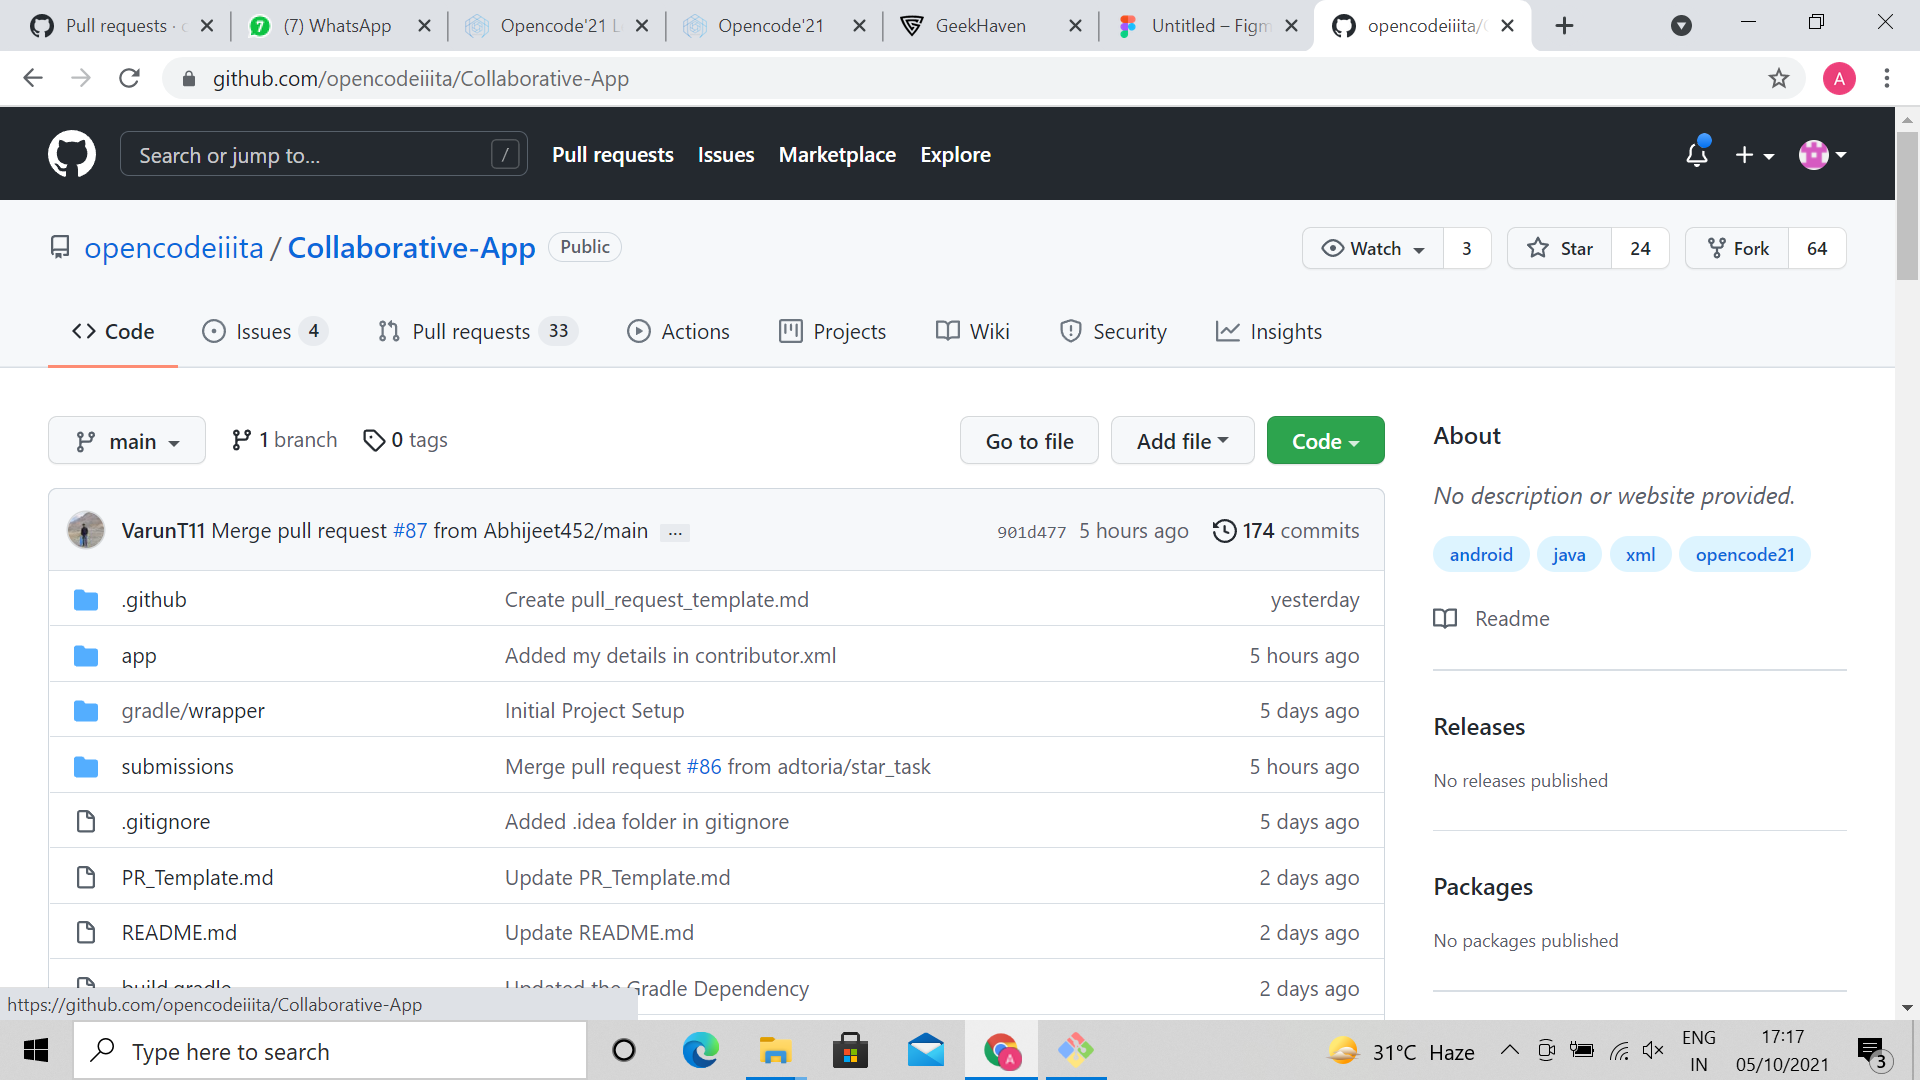 Pull requests · c
(7) WhatsApp
Opencode'21 L
Opencode'21
GeekHaven
Untitled – Figm
opencodeiiita/C
github.com/opencodeiiita/Collaborative-App
A
Search or jump to...
/
Pull requests
Issues
Marketplace
Explore
opencodeiiita / Collaborative-App
Public
Watch 3
Star 24
Fork 64
Code
Issues 4
Pull requests 33
Actions
Projects
Wiki
Security
Insights
main
1 branch
0 tags
Go to file
Add file
Code
VarunT11 Merge pull request #87 from Abhijeet452/main ... 901d477 5 hours ago 174 commits
.github Create pull_request_template.md yesterday
app Added my details in contributor.xml 5 hours ago
gradle/wrapper Initial Project Setup 5 days ago
submissions Merge pull request #86 from adtoria/star_task 5 hours ago
.gitignore Added .idea folder in gitignore 5 days ago
PR_Template.md Update PR_Template.md 2 days ago
README.md Update README.md 2 days ago
build.gradle Updated the Gradle Dependency 2 days ago
About
No description or website provided.
android java xml opencode21
Readme
Releases
No releases published
Packages
No packages published
https://github.com/opencodeiiita/Collaborative-App
Type here to search
A
31°C Haze
ENG
IN
17:17
05/10/2021
3